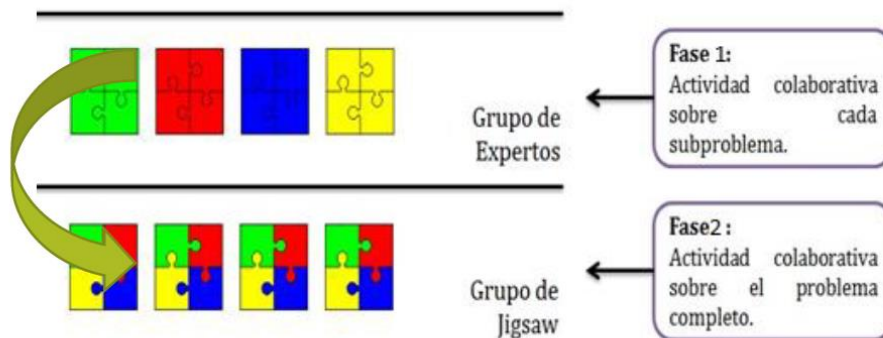 Grupo de
Expertos
Fase 1:
Actividad colaborativa
sobre cada
subproblema.
Grupo de
Jigsaw
Fase2 :
Actividad colaborativa
sobre el problema
completo.